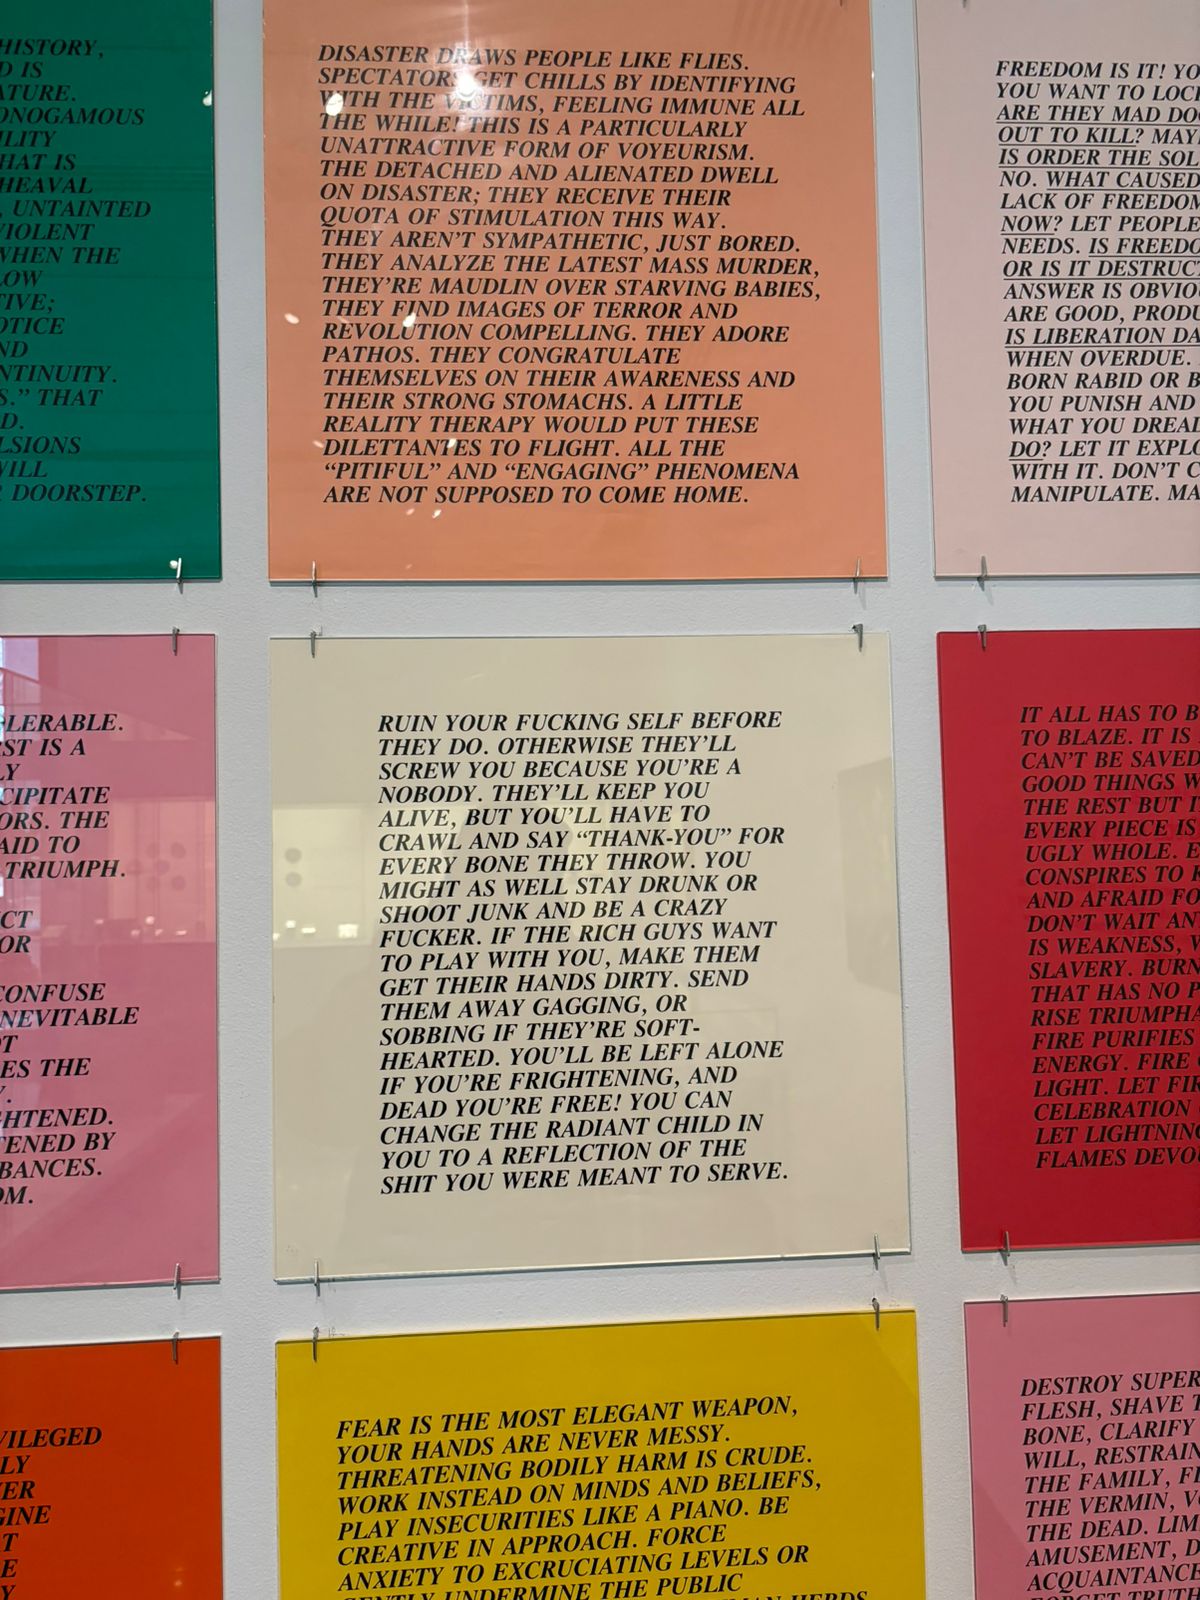 HISTORY,
D IS
ATURE.
ONOGAMOUS
ILITY
HAT IS
HEAVAL
, UNTAINTED
VIOLENT
WHEN THE
LOW
TIVE;
OTICE
ND
NTINUITY.
S." THAT
D.
LSIONS
WILL
R DOORSTEP.
DISASTER DRAWS PEOPLE LIKE FLIES.
SPECTATORS GET CHILLS BY IDENTIFYING
WITH THE VICTIMS, FEELING IMMUNE ALL
THE WHILE! THIS IS A PARTICULARLY
UNATTRACTIVE FORM OF VOYEURISM.
THE DETACHED AND ALIENATED DWELL
ON DISASTER; THEY RECEIVE THEIR
QUOTA OF STIMULATION THIS WAY.
THEY AREN'T SYMPATHETIC, JUST BORED.
THEY ANALYZE THE LATEST MASS MURDER,
THEY'RE MAUDLIN OVER STARVING BABIES,
THEY FIND IMAGES OF TERROR AND
REVOLUTION COMPELLING. THEY ADORE
PATHOS. THEY CONGRATULATE
THEMSELVES ON THEIR AWARENESS AND
THEIR STRONG STOMACHS. A LITTLE
REALITY THERAPY WOULD PUT THESE
DILETTANTES TO FLIGHT. ALL THE
"PITIFUL" AND "ENGAGING" PHENOMENA
ARE NOT SUPPOSED TO COME HOME.
FREEDOM IS IT! YO
YOU WANT TO LOC
ARE THEY MAD DO
OUT TO KILL? MAY
IS ORDER THE SOL
NO. WHAT CAUSED
LACK OF FREEDOM
NOW? LET PEOPLE
NEEDS. IS FREEDO
OR IS IT DESTRUCT
ANSWER IS OBVIO
ARE GOOD, PRODU
IS LIBERATION DA
WHEN OVERDUE.
BORN RABID OR B
YOU PUNISH AND
WHAT YOU DREA
DO? LET IT EXPLO
WITH IT. DON'T C
MANIPULATE. MA
LERABLE.
ST IS A
LY
CIPITATE
ORS. THE
AID TO
TRIUMPH.
CT
OR
CONFUSE
NEVITABLE
OT
ES THE
Y.
GHTENED.
TENED BY
BANCES.
OM.
RUIN YOUR FUCKING SELF BEFORE
THEY DO. OTHERWISE THEY'LL
SCREW YOU BECAUSE YOU'RE A
NOBODY. THEY'LL KEEP YOU
ALIVE, BUT YOU'LL HAVE TO
CRAWL AND SAY "THANK-YOU" FOR
EVERY BONE THEY THROW. YOU
MIGHT AS WELL STAY DRUNK OR
SHOOT JUNK AND BE A CRAZY
FUCKER. IF THE RICH GUYS WANT
TO PLAY WITH YOU, MAKE THEM
GET THEIR HANDS DIRTY. SEND
THEM AWAY GAGGING, OR
SOBBING IF THEY'RE SOFT-
HEARTED. YOU'LL BE LEFT ALONE
IF YOU'RE FRIGHTENING, AND
DEAD YOU'RE FREE! YOU CAN
CHANGE THE RADIANT CHILD IN
YOU TO A REFLECTION OF THE
SHIT YOU WERE MEANT TO SERVE.
IT ALL HAS TO B
TO BLAZE. IT IS
CAN'T BE SAVED
GOOD THINGS W
THE REST BUT I
EVERY PIECE IS
UGLY WHOLE. E
CONSPIRES TO K
AND AFRAID FO
DON'T WAIT AN
IS WEAKNESS, V
SLAVERY. BURN
THAT HAS NO P
RISE TRIUMPHA
FIRE PURIFIES
ENERGY. FIRE
LIGHT. LET FIR
CELEBRATION
LET LIGHTNIN
FLAMES DEVO
VILEGED
LY
ER
GINE
T
E
Y
FEAR IS THE MOST ELEGANT WEAPON,
YOUR HANDS ARE NEVER MESSY.
THREATENING BODILY HARM IS CRUDE.
WORK INSTEAD ON MINDS AND BELIEFS,
PLAY INSECURITIES LIKE A PIANO. BE
CREATIVE IN APPROACH. FORCE
ANXIETY TO EXCRUCIATING LEVELS OR
GENTLY UNDERMINE THE PUBLIC
HERDS
DESTROY SUPER
FLESH, SHAVE T
BONE, CLARIFY
WILL, RESTRAIN
THE FAMILY, F
THE VERMIN, V
THE DEAD. LIM
AMUSEMENT, D
ACQUAINTANCE
FORGET TRUTH